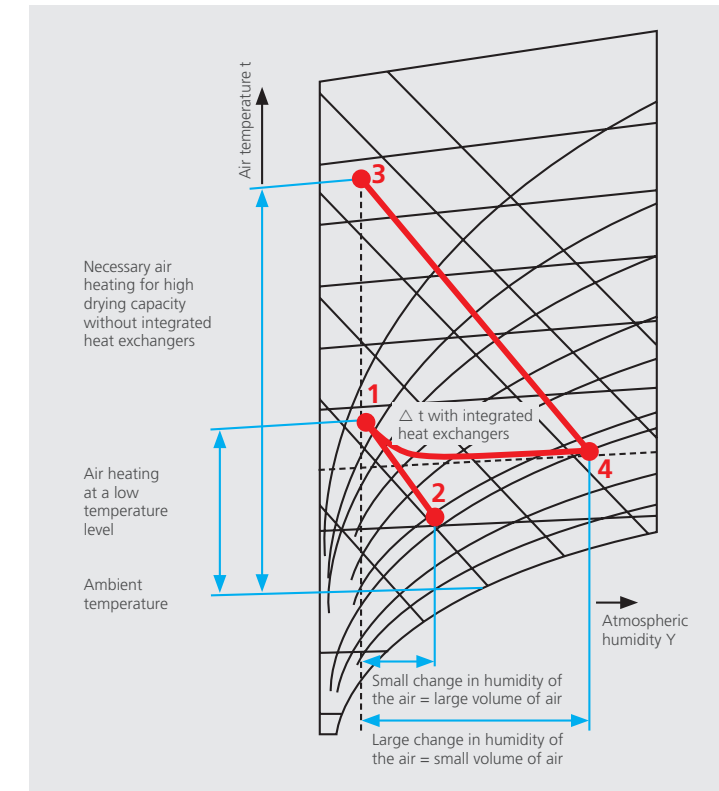 Air temperature t
3
Necessary air
heating for high
drying capacity
without integrated
heat exchangers
1
△ t with integrated
heat exchangers
4
Air heating
at a low
temperature
level
2
Ambient
temperature
Atmospheric
humidity Y
Small change in humidity of
the air = large volume of air
Large change in humidity of
the air = small volume of air